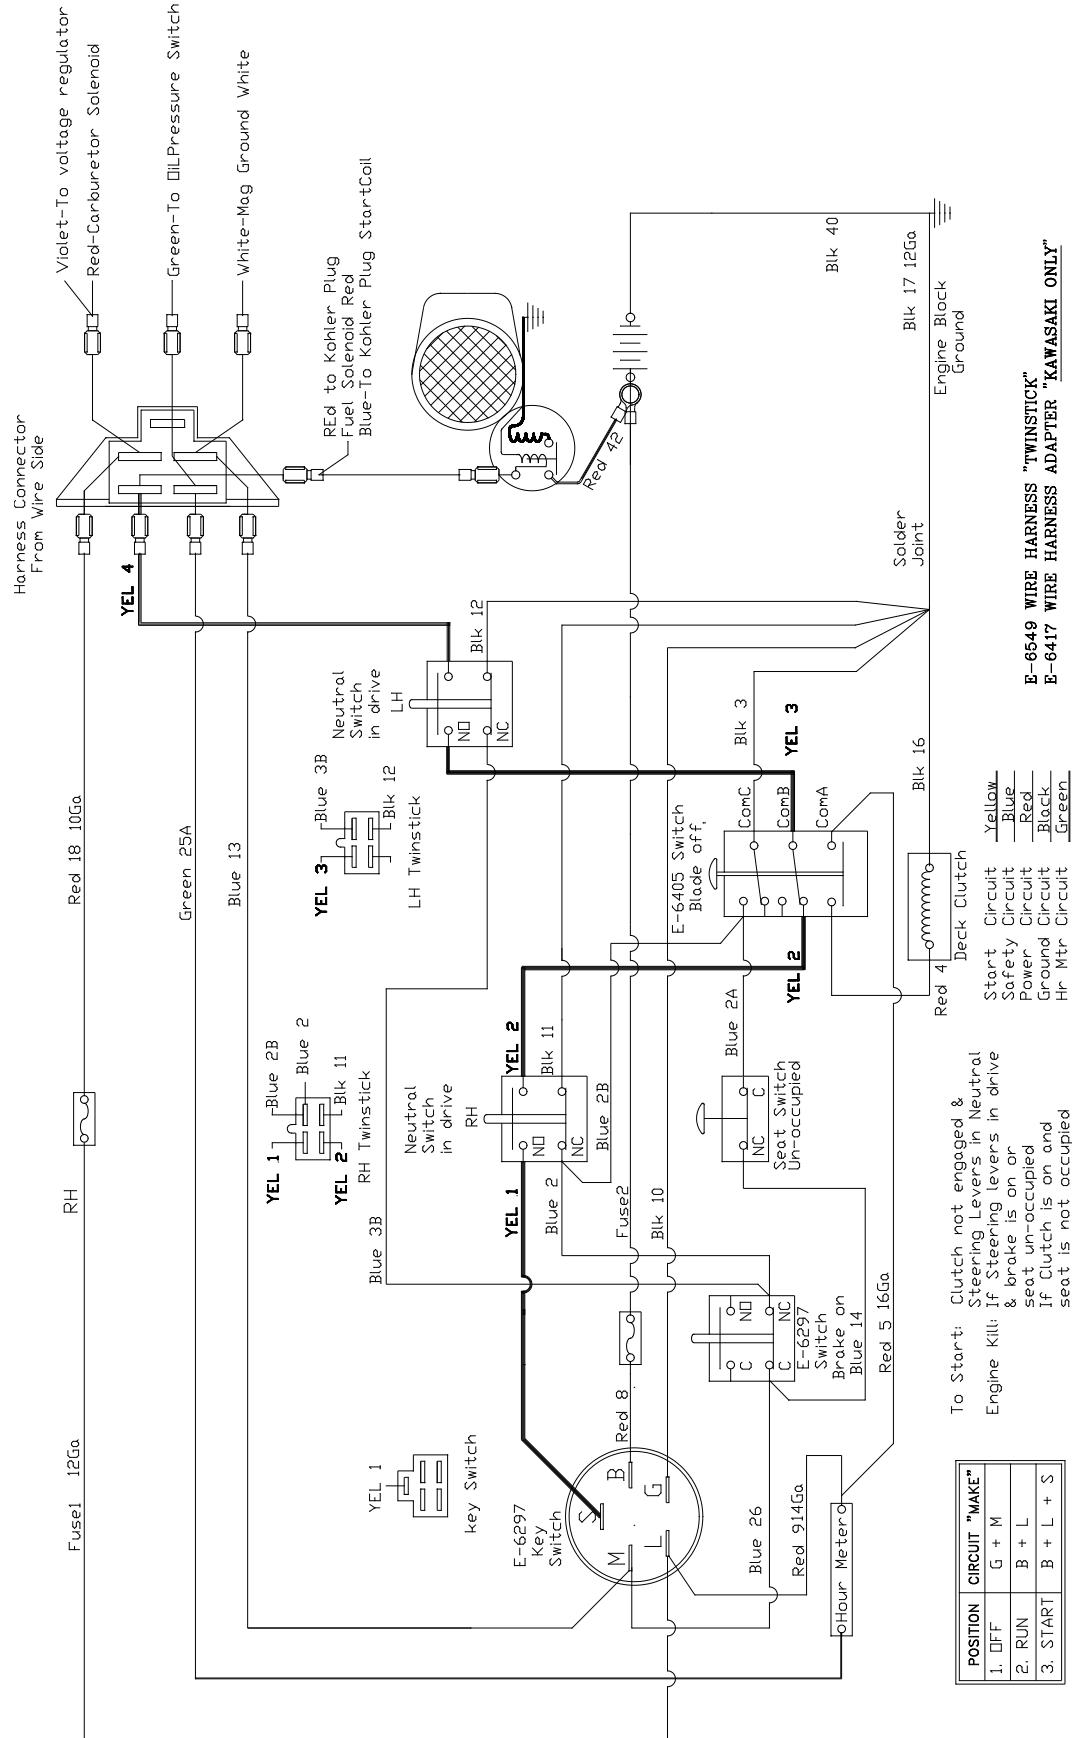 Violet-To voltage regulator
Red-Carburetor Solenoid
Green-To OiLPressure Switch
White-Mag Ground White
Harness Connector
From Wire Side
REd to Kohler Plug
Fuel Solenoid Red
Blue-To Kohler Plug StartCoil
Red 42
Blk 40
Blk 17 12Ga
Engine Block
Ground
Solder
Joint
YEL 4
Blk 12
Neutral
Switch
in drive
LH
NO
NC
Blk 3
YEL 3
Blk 16
Red 18 10Ga
Green 25A
Blue 13
Blue 3B
Blk 12
YEL 3
LH Twinstick
E-6405 Switch
Blade off,
ComC
ComB
ComA
YEL 2
Red 4
Deck Clutch
Blue 2B
Blue 2
Blk 11
YEL 1
YEL 2
RH Twinstick
Neutral
Switch
in drive
RH
NO
NC
YEL 2
Blk 11
Blue 2B
Blue 2A
C
NC
Seat Switch
Un-occupied
RH
Blue 3B
YEL 1
Blue 2
Fuse2
Blk 10
NO
NC
C
C
E-6297
Switch
Brake on
Blue 14
Red 5 16Ga
Fuse1 12Ga
YEL 1
key Switch
E-6297
Key
Switch
Red 8
S
B
G
M
L
Blue 26
Red 914Ga
Hour Meter
E-6549 WIRE HARNESS "TWINSTICK"
E-6417 WIRE HARNESS ADAPTER "KAWASAKI ONLY"
Start Circuit Yellow
Safety Circuit Blue
Power Circuit Red
Ground Circuit Black
Hr Mtr Circuit Green
To Start: Clutch not engaged &
Steering Levers in Neutral
Engine Kill: If Steering levers in drive
& brake is on or
seat un-occupied
If Clutch is on and
seat is not occupied
POSITION CIRCUIT "MAKE"
1. OFF G + M
2. RUN B + L
3. START B + L + S